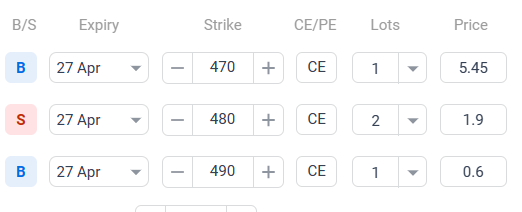 B/S Expiry Strike CE/PE Lots Price
B 27 Apr − 470 + CE 1 5.45
S 27 Apr − 480 + CE 2 1.9
B 27 Apr − 490 + CE 1 0.6